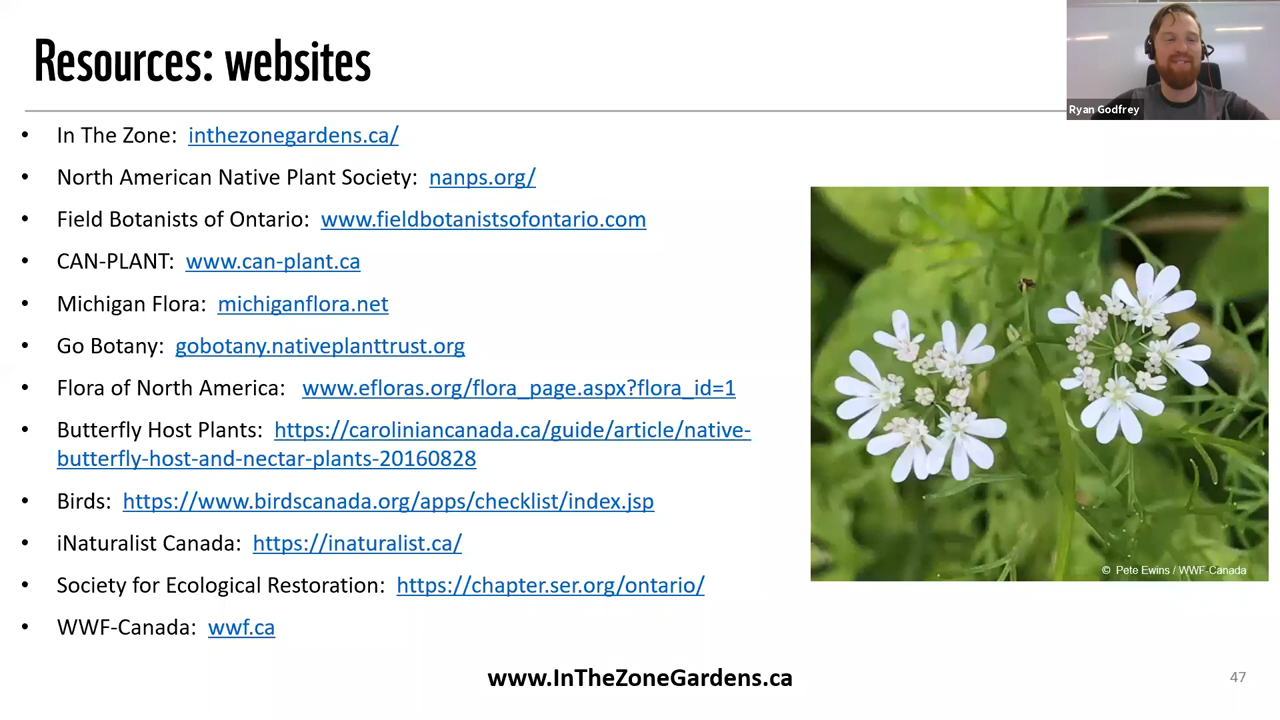 Resources: websites
Ryan Godfrey
• In The Zone: inthezonegardens.ca/
• North American Native Plant Society: nanps.org/
• Field Botanists of Ontario: www.fieldbotanistsofontario.com
• CAN-PLANT: www.can-plant.ca
• Michigan Flora: michiganflora.net
• Go Botany: gobotany.nativeplanttrust.org
• Flora of North America: www.efloras.org/flora_page.aspx?flora_id=1
• Butterfly Host Plants: https://caroliniancanada.ca/guide/article/native-
butterfly-host-and-nectar-plants-20160828
• Birds: https://www.birdscanada.org/apps/checklist/index.jsp
• iNaturalist Canada: https://inaturalist.ca/
• Society for Ecological Restoration: https://chapter.ser.org/ontario/
• WWF-Canada: wwf.ca
© Pete Ewins / WWF-Canada
www.InTheZoneGardens.ca
47